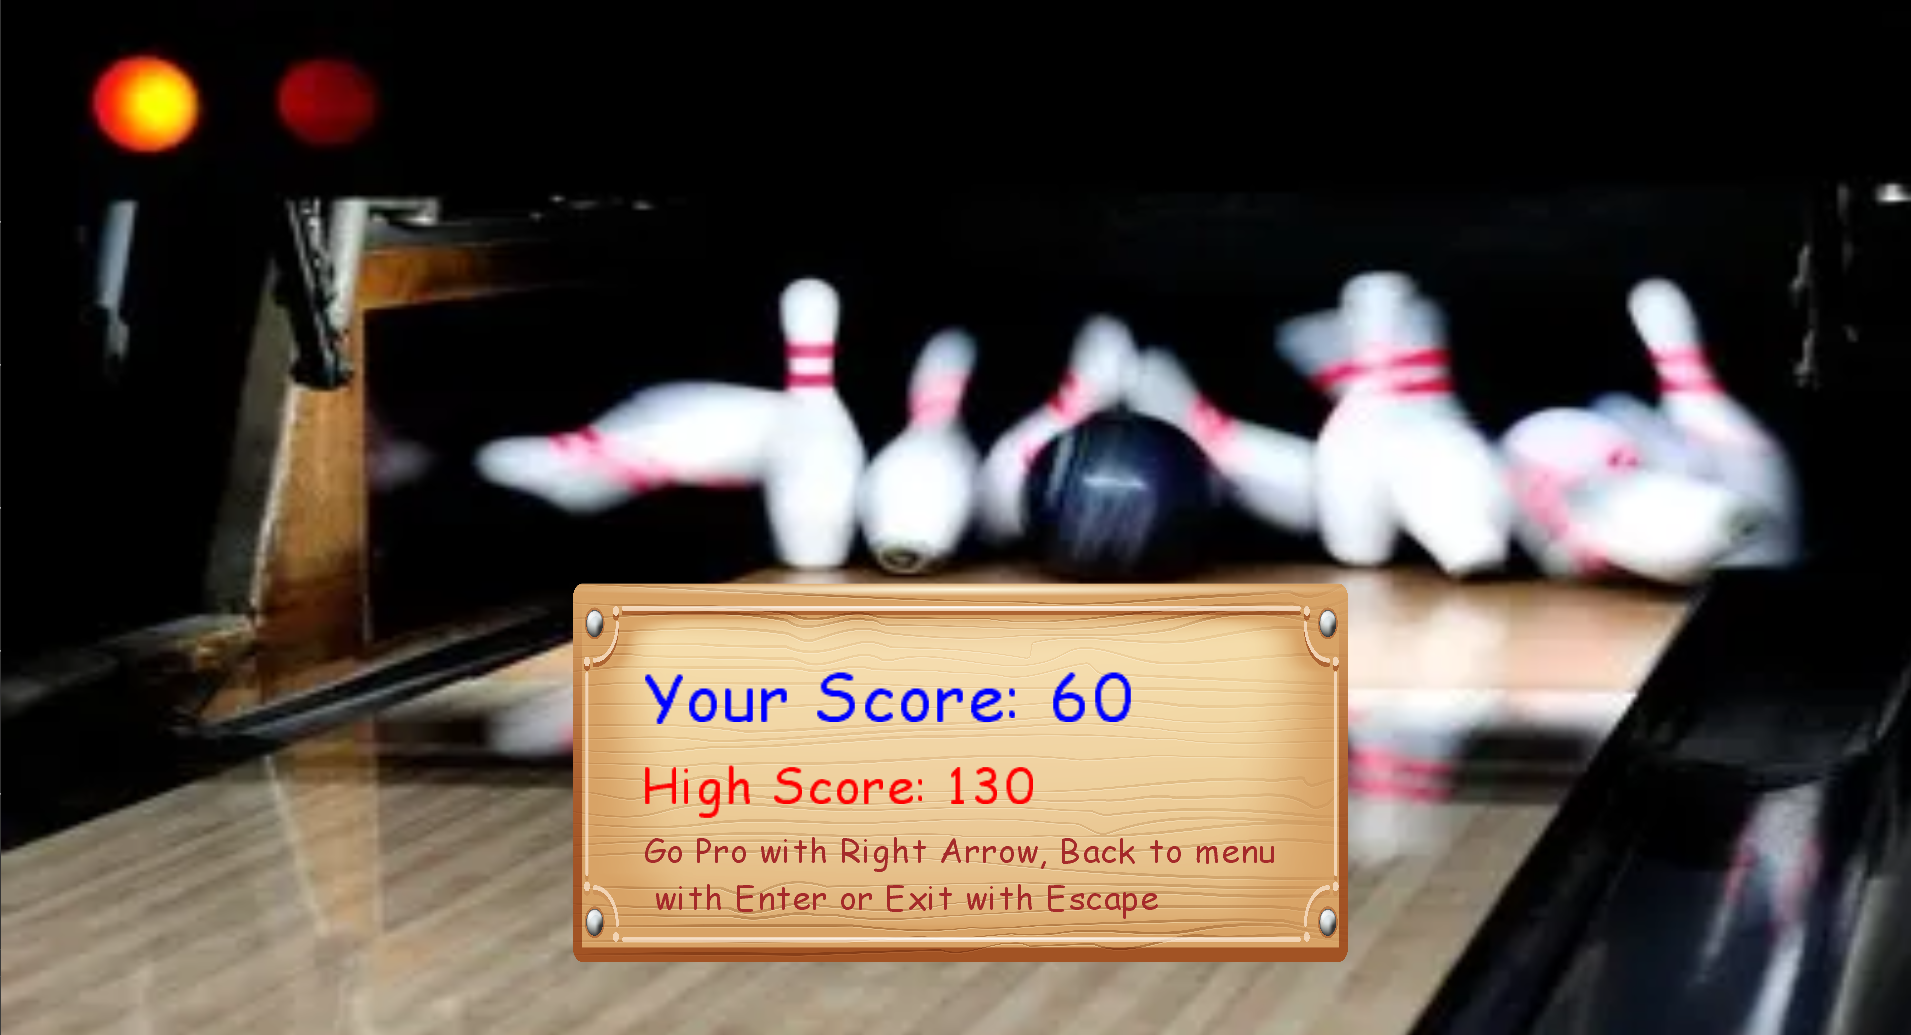 Your Score: 60
High Score: 130
Go Pro with Right Arrow, Back to menu
with Enter or Exit with Escape